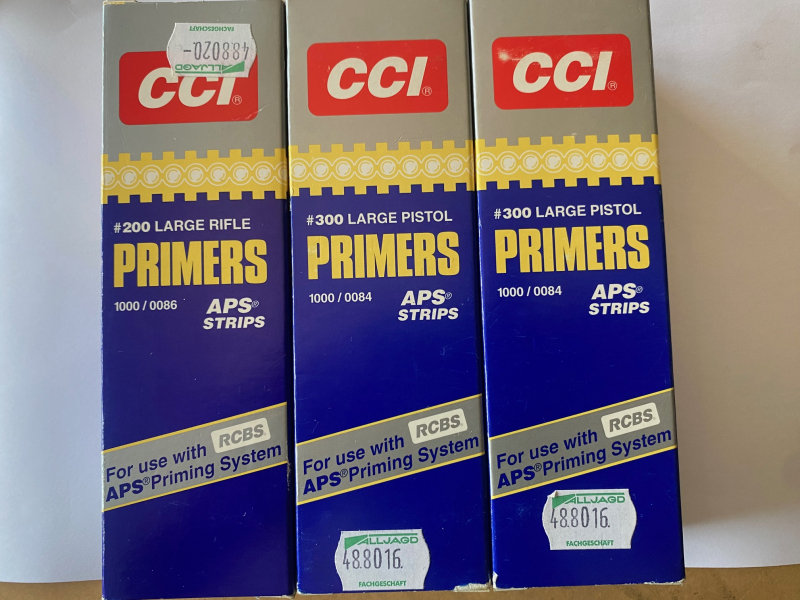 FACHGESCHÄFT
48.8020-
ALLJAGD
CCI®
#200 LARGE RIFLE
PRIMERS
1000 / 0086
APS®
STRIPS
For use with RCBS®
APS® Priming System
CCI®
#300 LARGE PISTOL
PRIMERS
1000 / 0084
APS®
STRIPS
For use with RCBS®
APS® Priming System
ALLJAGD
48.8016.
FACHGESCHÄFT
CCI®
#300 LARGE PISTOL
PRIMERS
1000 / 0084
APS®
STRIPS
For use with RCBS®
APS® Priming System
ALLJAGD
48.8016.
FACHGESCHÄFT